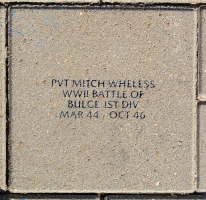 PVT MITCH WHELESS
WWII BATTLE OF
BULGE 1ST DIV
MAR 44 - OCT 46